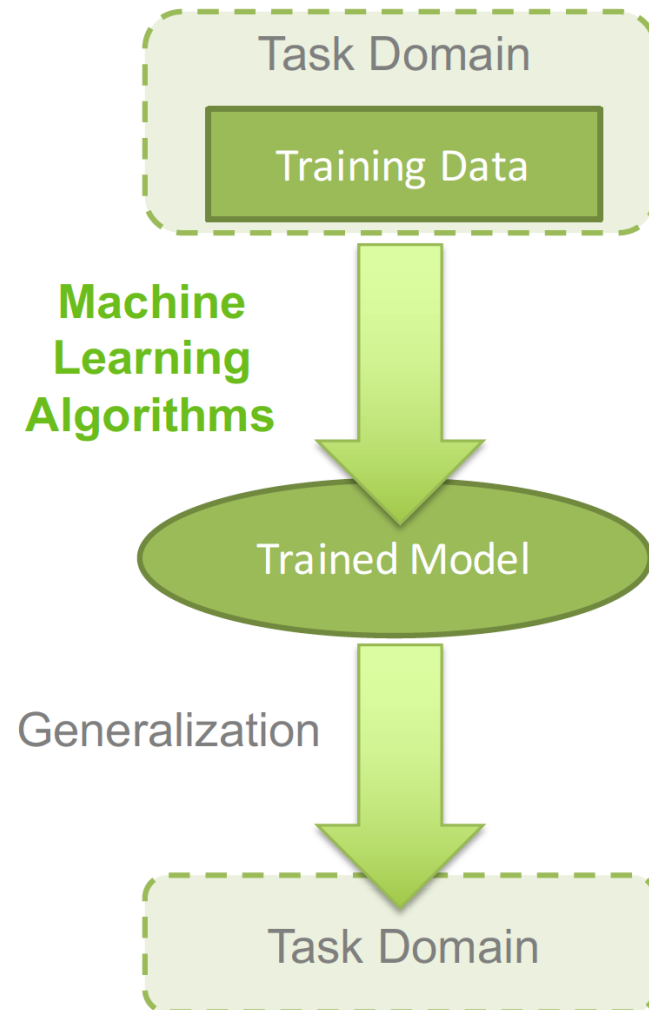 Task Domain
Training Data
Machine
Learning
Algorithms
Trained Model
Generalization
Task Domain